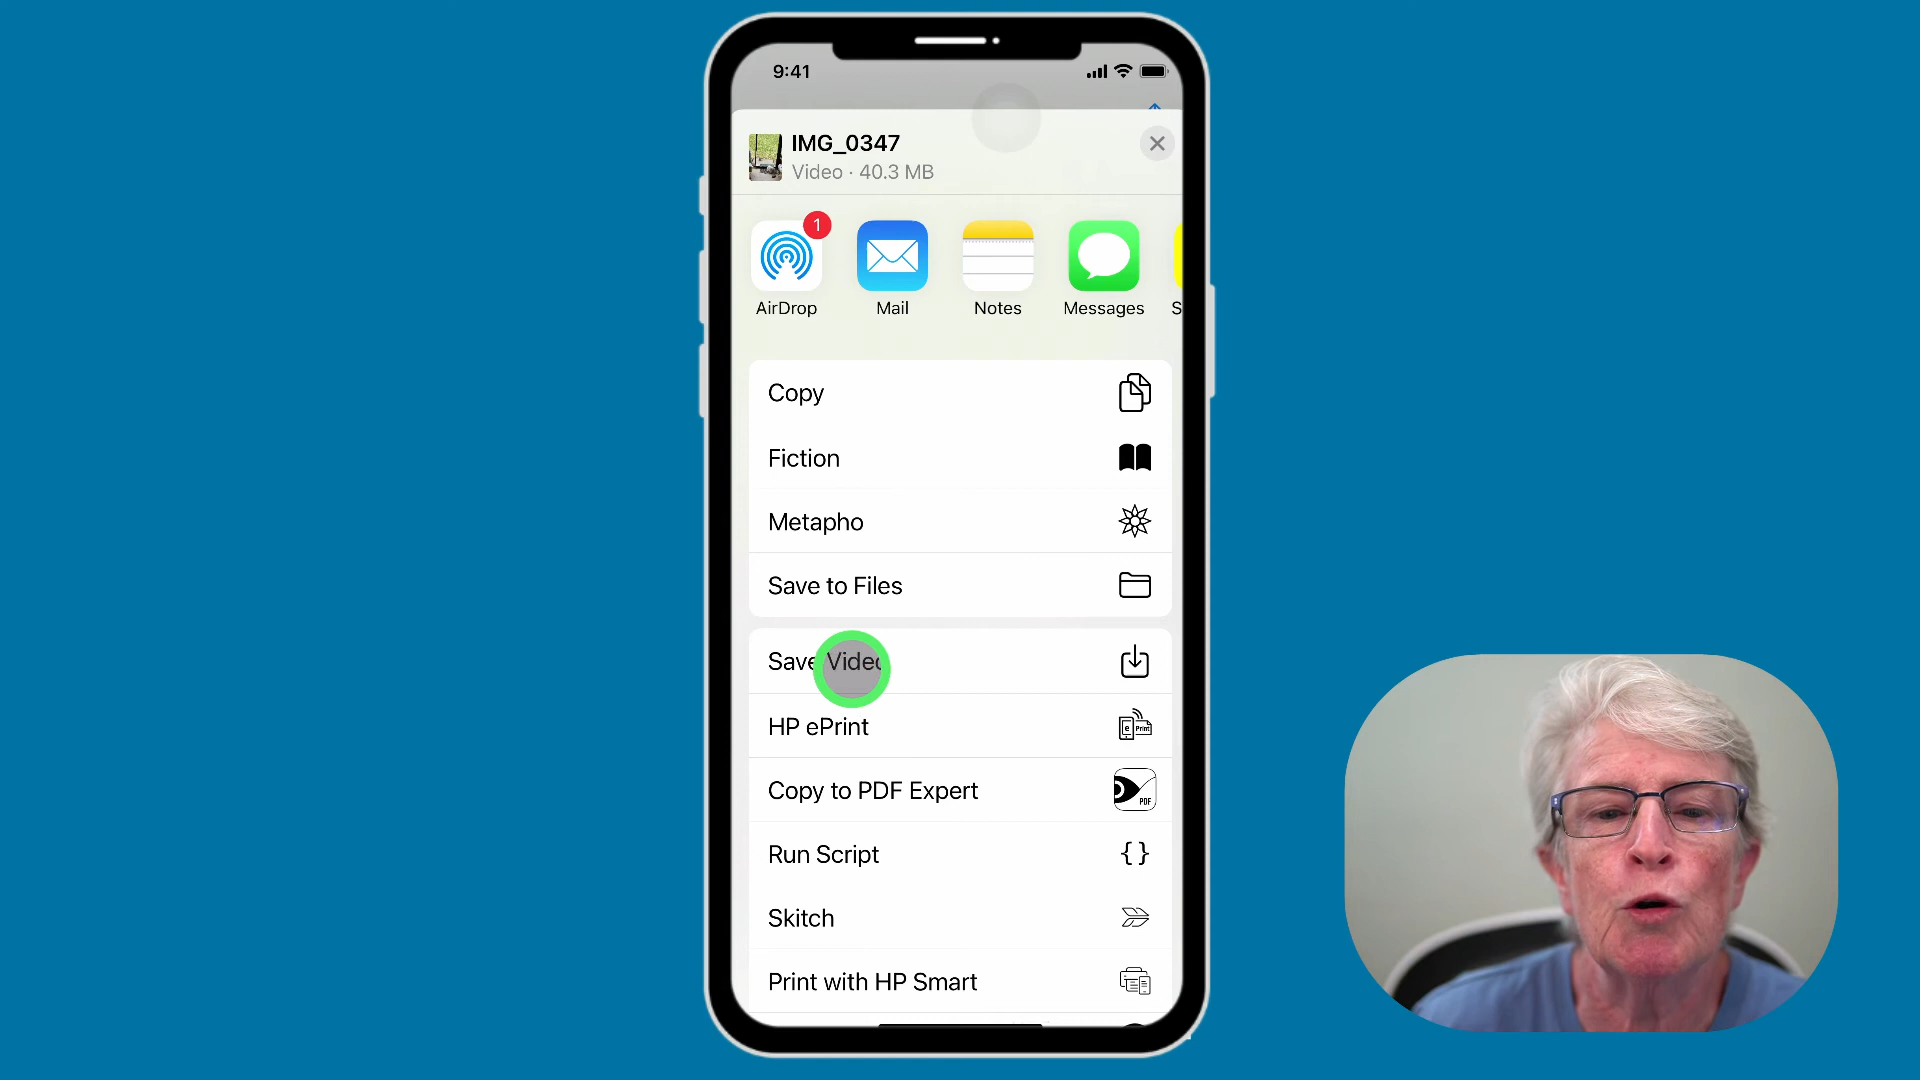 9:41
IMG_0347
Video · 40.3 MB
1
AirDrop
Mail
Notes
Messages
S
Copy
Fiction
Metapho
Save to Files
Save Video
HP ePrint
e Print
Copy to PDF Expert
PDF
Run Script
{ }
Skitch
Print with HP Smart